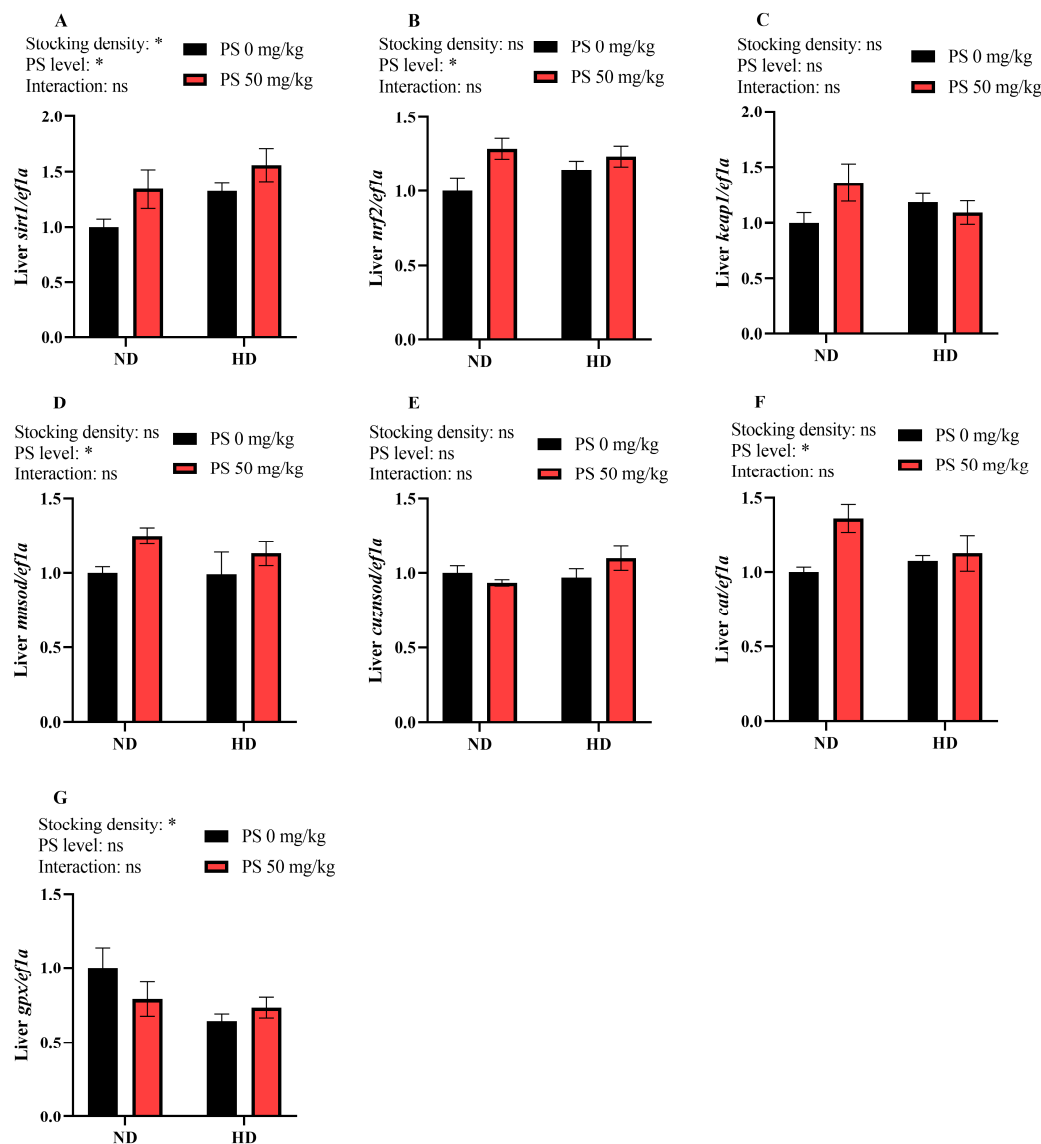 A
Stocking density: *
PS level: *
Interaction: ns
PS 0 mg/kg
PS 50 mg/kg
2.0
1.5
1.0
0.5
0.0
Liver sirt1/ef1a
ND
HD
B
Stocking density: ns
PS level: *
Interaction: ns
PS 0 mg/kg
PS 50 mg/kg
1.5
1.0
0.5
0.0
Liver nrf2/ef1a
ND
HD
C
Stocking density: ns
PS level: ns
Interaction: ns
PS 0 mg/kg
PS 50 mg/kg
2.0
1.5
1.0
0.5
0.0
Liver keap1/ef1a
ND
HD
D
Stocking density: ns
PS level: *
Interaction: ns
PS 0 mg/kg
PS 50 mg/kg
1.5
1.0
0.5
0.0
Liver mnsod/ef1a
ND
HD
E
Stocking density: ns
PS level: ns
Interaction: ns
PS 0 mg/kg
PS 50 mg/kg
1.5
1.0
0.5
0.0
Liver cuznsod/ef1a
ND
HD
F
Stocking density: ns
PS level: *
Interaction: ns
PS 0 mg/kg
PS 50 mg/kg
1.5
1.0
0.5
0.0
Liver cat/ef1a
ND
HD
G
Stocking density: *
PS level: ns
Interaction: ns
PS 0 mg/kg
PS 50 mg/kg
1.5
1.0
0.5
0.0
Liver gpx/ef1a
ND
HD